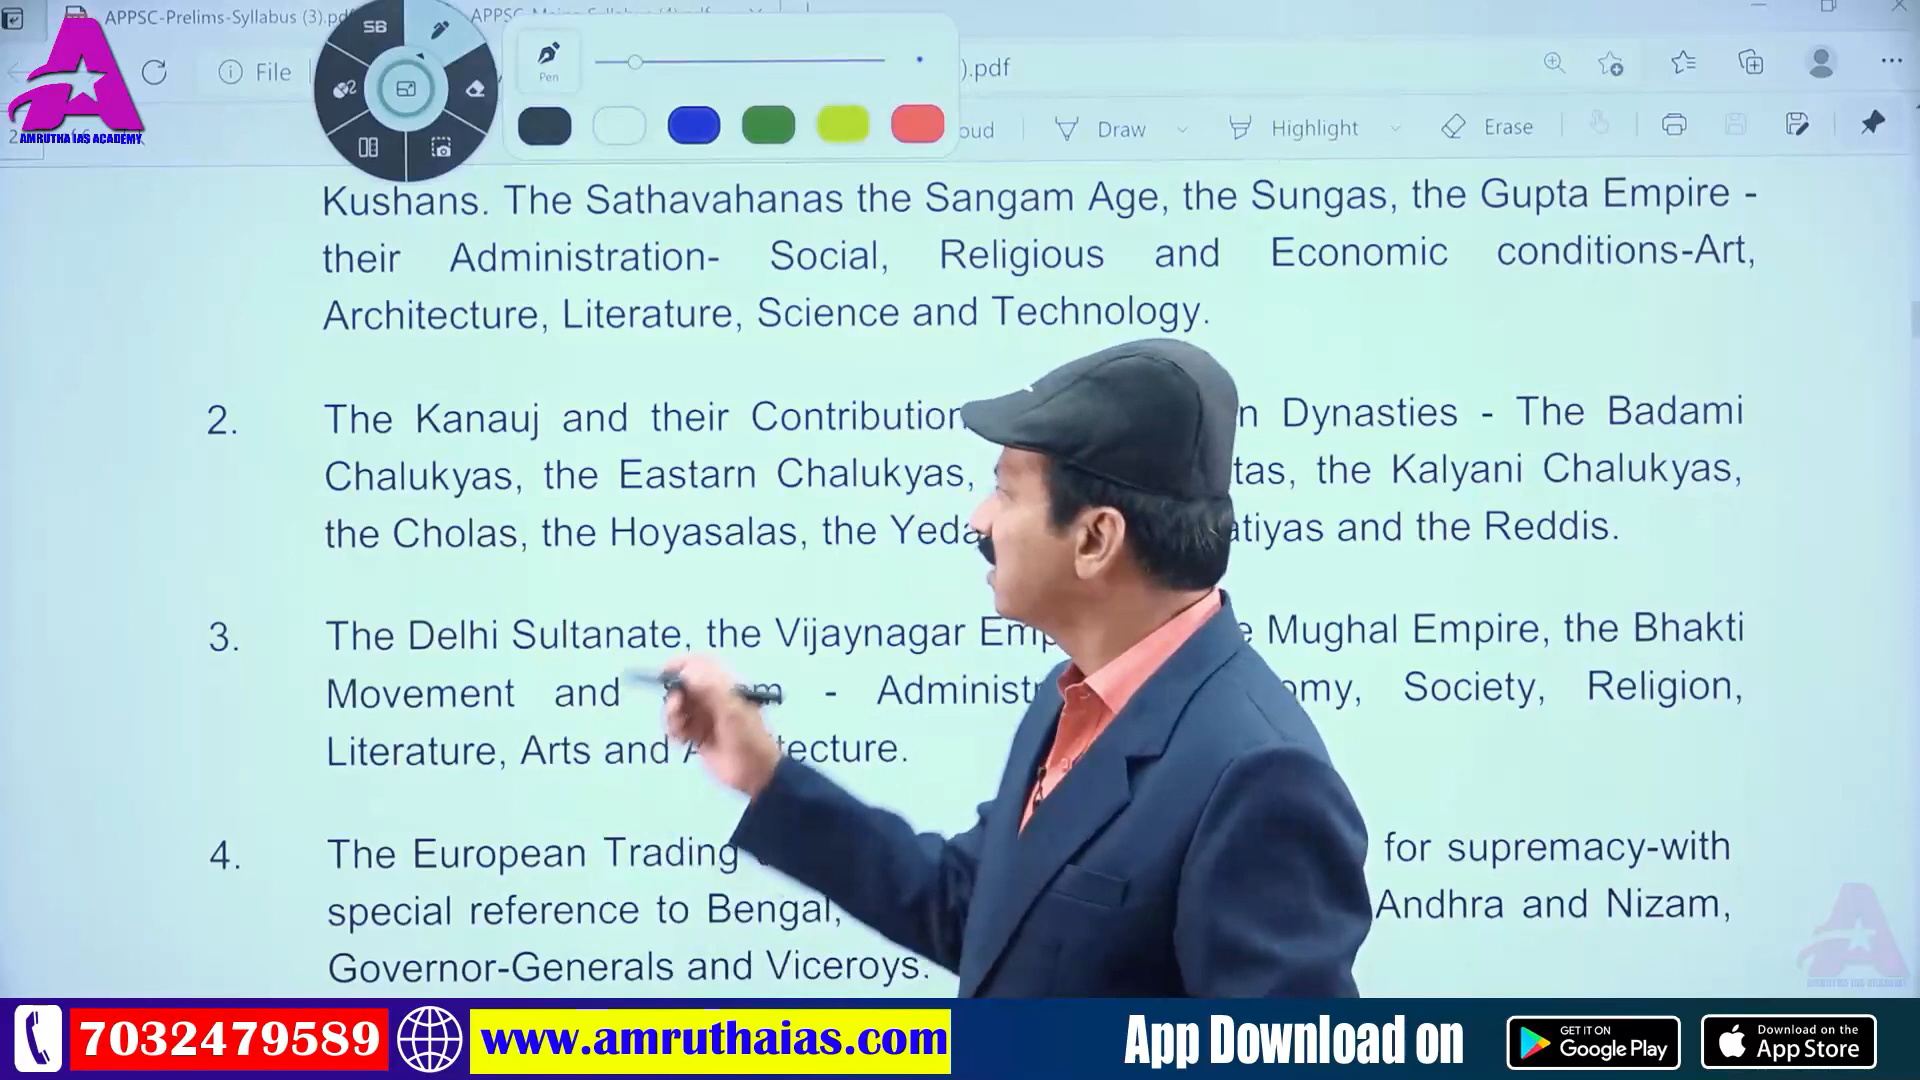 APPSC-Prelims-Syllabus (3).pd
SB
AMRUTHA IAS ACADEMY
File
Pen
).pdf
Draw
Highlight
Erase
Kushans. The Sathavahanas the Sangam Age, the Sungas, the Gupta Empire -
their Administration- Social, Religious and Economic conditions-Art,
Architecture, Literature, Science and Technology.
2. The Kanauj and their Contribution n Dynasties - The Badami
Chalukyas, the Eastarn Chalukyas, tas, the Kalyani Chalukyas,
the Cholas, the Hoyasalas, the Yeda atiyas and the Reddis.
3. The Delhi Sultanate, the Vijaynagar Emp e Mughal Empire, the Bhakti
Movement and - Administr omy, Society, Religion,
Literature, Arts and A tecture.
4. The European Trading for supremacy-with
special reference to Bengal, Andhra and Nizam,
Governor-Generals and Viceroys.
7032479589 www.amruthaias.com App Download on GET IT ON Google Play Download on the App Store